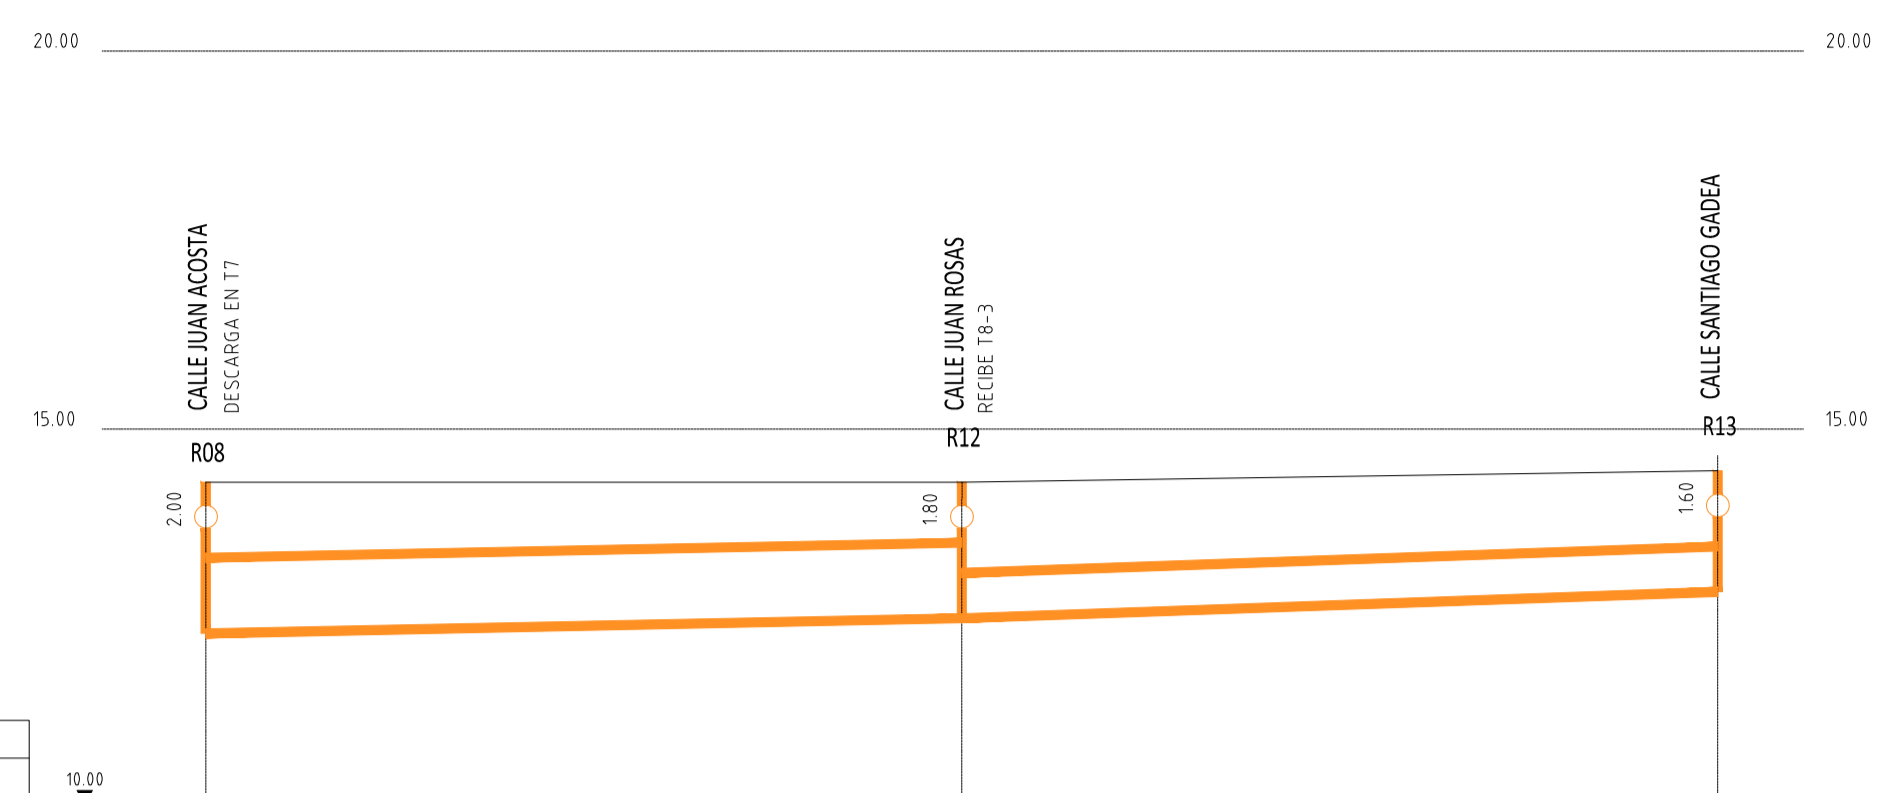 20.00
20.00
CALLE JUAN ACOSTA
DESCARGA EN T7
CALLE JUAN ROSAS
RECIBE T8-3
CALLE SANTIAGO GADEA
15.00
15.00
R08
R12
R13
2.00
1.80
1.60
10.00